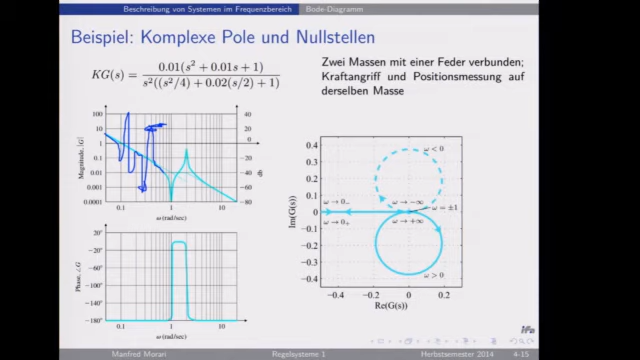 Beschreibung von Systemen im Frequenzbereich
Bode-Diagramm
Beispiel: Komplexe Pole und Nullstellen
KG(s) = 0.01(s² + 0.01s + 1) / s²((s²/4) + 0.02(s/2) + 1)
Zwei Massen mit einer Feder verbunden;
Kraftangriff und Positionsmessung auf
derselben Masse
Magnitude, |G|
100
10
1
0.1
0.01
0.001
0.0001
40
20
0
−20
−40
−60
−80
db
0.1
1
10
ω (rad/sec)
Phase, ∠G
20°
−20°
−60°
−100°
−140°
−180°
0.1
1
10
ω (rad/sec)
Im(G(s))
0.4
0.3
0.2
0.1
0
−0.1
−0.2
−0.3
−0.4
ω < 0
ω → 0−
ω → −∞
ω = ±1
ω → 0+
ω → +∞
ω > 0
−0.5
−0.4
−0.2
0
0.2
Re(G(s))
ifa
Manfred Morari
Regelsysteme 1
Herbstsemester 2014
4-15